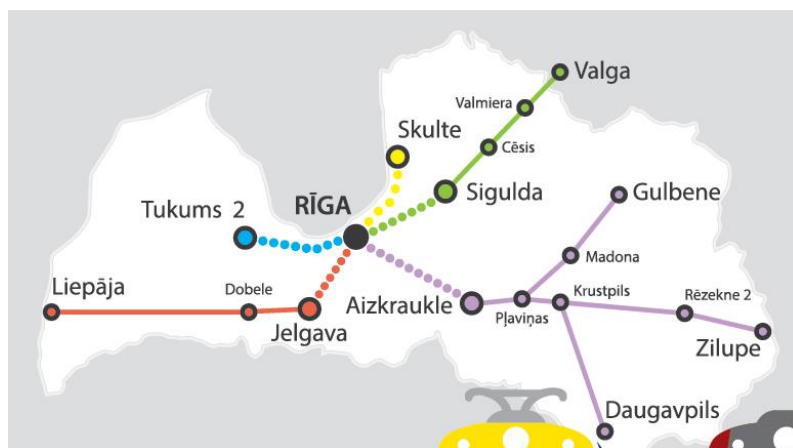 Valga
Valmiera
Skulte
Cēsis
Sigulda
Gulbene
RĪGA
Tukums 2
Madona
Liepāja
Dobele
Aizkraukle
Krustpils
Rēzekne 2
Pļaviņas
Jelgava
Zilupe
Daugavpils